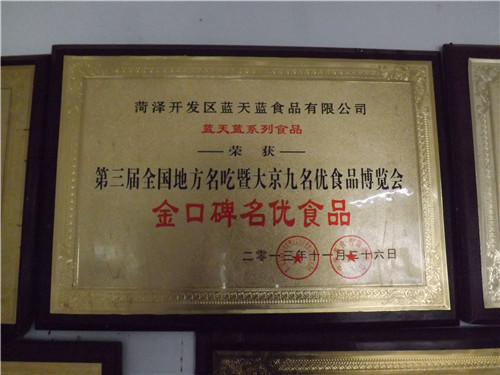 菏泽开发区蓝天蓝食品有限公司
蓝天蓝系列食品
荣 获
第三届全国地方名吃暨大京九名优食品博览会
金口碑名优食品
二零一三年十一月二十六日